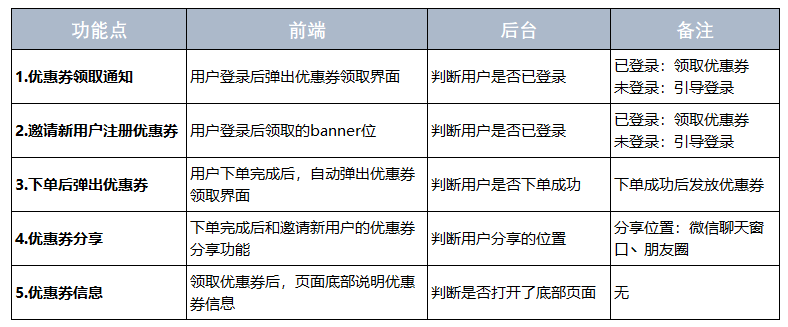 功能点 前端 后台 备注
1.优惠券领取通知 用户登录后弹出优惠券领取界面 判断用户是否已登录 已登录：领取优惠券
未登录：引导登录
2.邀请新用户注册优惠券 用户登录后领取的banner位 判断用户是否已登录 已登录：领取优惠券
未登录：引导登录
3.下单后弹出优惠券 用户下单完成后，自动弹出优惠券
领取界面 判断用户是否下单成功 下单成功后发放优惠券
4.优惠券分享 下单完成后和邀请新用户的优惠券
分享功能 判断用户分享的位置 分享位置：微信聊天窗
口、朋友圈
5.优惠券信息 领取优惠券后，页面底部说明优惠
券信息 判断是否打开了底部页面 无